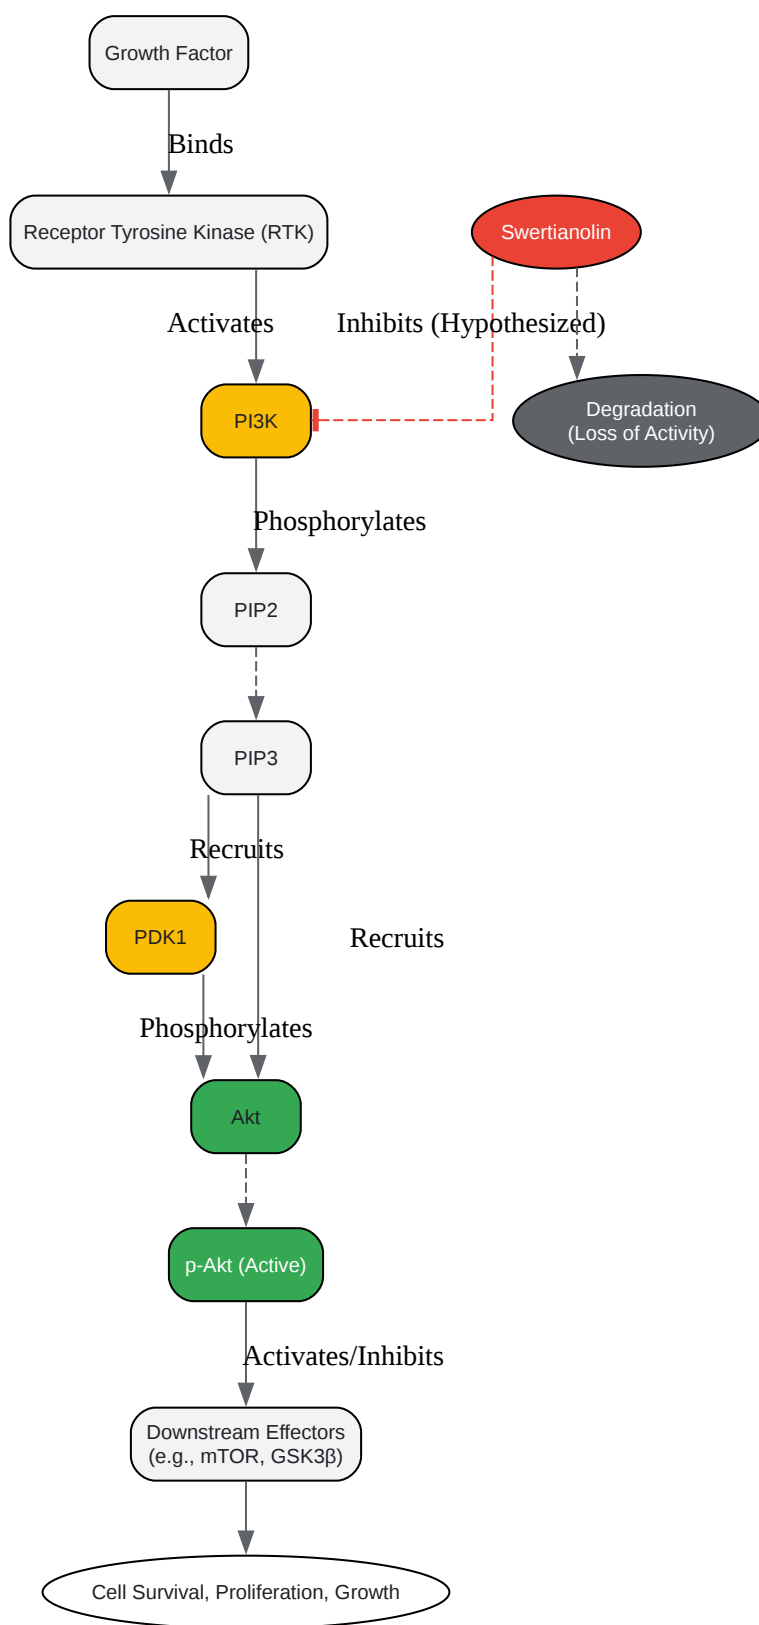 Growth Factor
Binds
Receptor Tyrosine Kinase (RTK)
Swertianolin
Activates
Inhibits (Hypothesized)
PI3K
Degradation
(Loss of Activity)
Phosphorylates
PIP2
PIP3
Recruits
PDK1
Recruits
Phosphorylates
Akt
p-Akt (Active)
Activates/Inhibits
Downstream Effectors
(e.g., mTOR, GSK3β)
Cell Survival, Proliferation, Growth